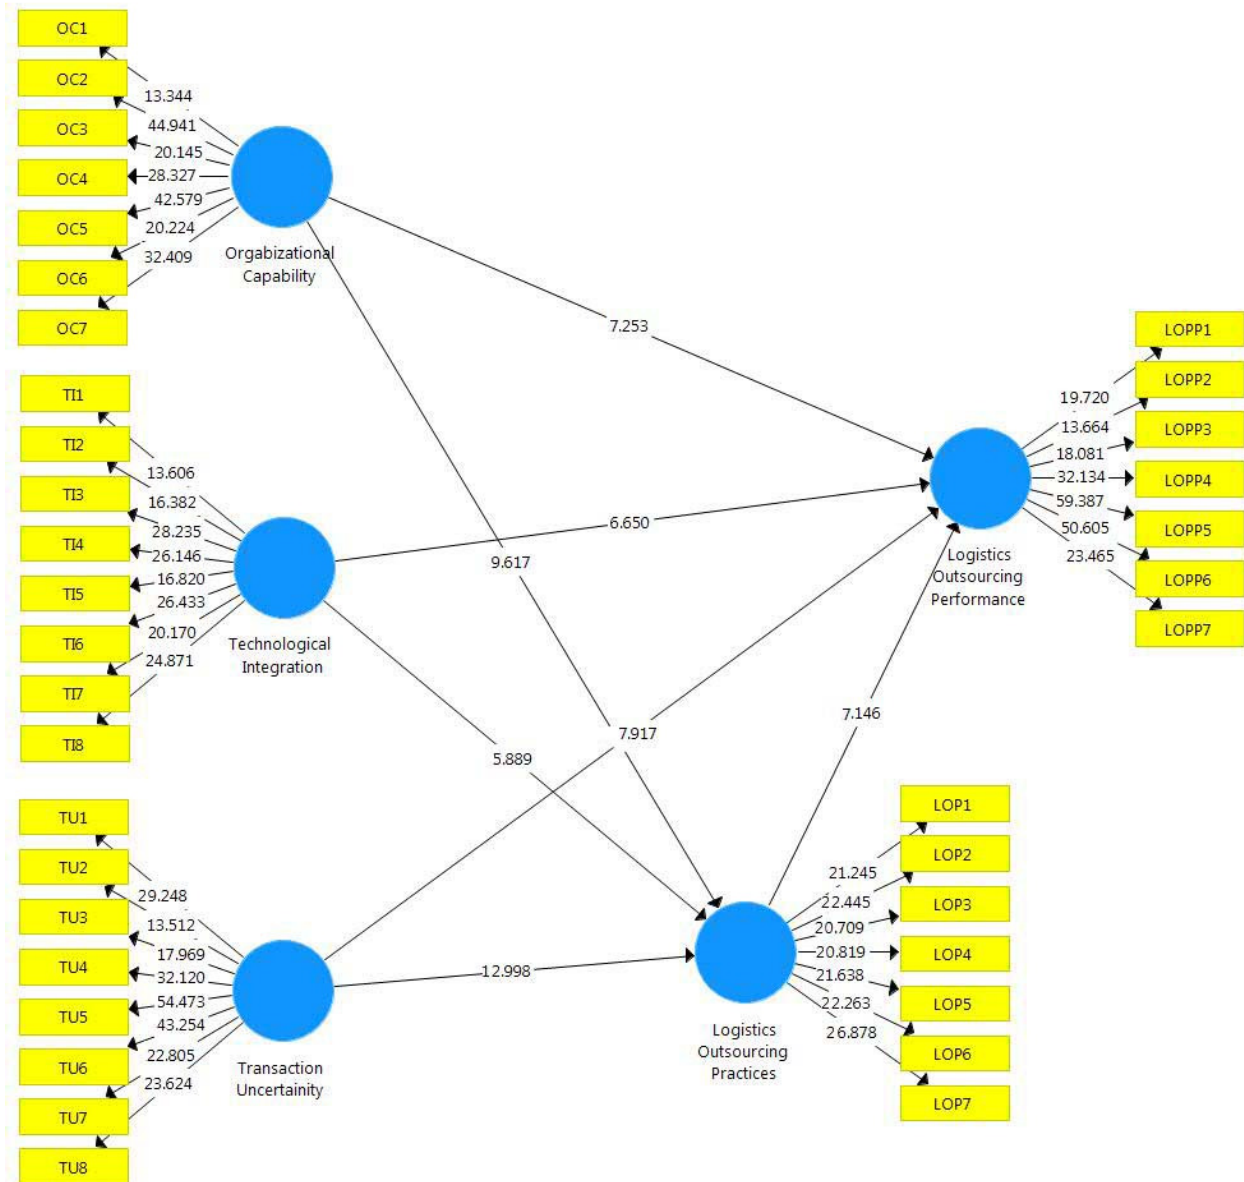 OC1
OC2
OC3
OC4
OC5
OC6
OC7
13.344
44.941
20.145
28.327
42.579
20.224
32.409
Orgabizational
Capability
TI1
TI2
TI3
TI4
TI5
TI6
TI7
TI8
13.606
16.382
28.235
26.146
16.820
26.433
20.170
24.871
Technological
Integration
TU1
TU2
TU3
TU4
TU5
TU6
TU7
TU8
29.248
13.512
17.969
32.120
54.473
43.254
22.805
23.624
Transaction
Uncertainity
7.253
6.650
9.617
7.917
5.889
7.146
12.998
Logistics
Outsourcing
Performance
19.720
13.664
18.081
32.134
59.387
50.605
23.465
LOPP1
LOPP2
LOPP3
LOPP4
LOPP5
LOPP6
LOPP7
Logistics
Outsourcing
Practices
21.245
22.445
20.709
20.819
21.638
22.263
26.878
LOP1
LOP2
LOP3
LOP4
LOP5
LOP6
LOP7